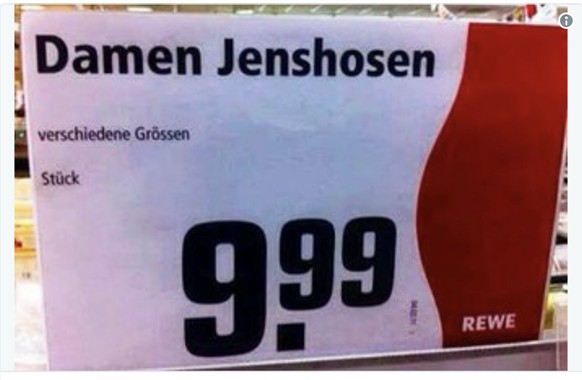 Damen Jenshosen
verschiedene Grössen
Stück
9.99
REWE